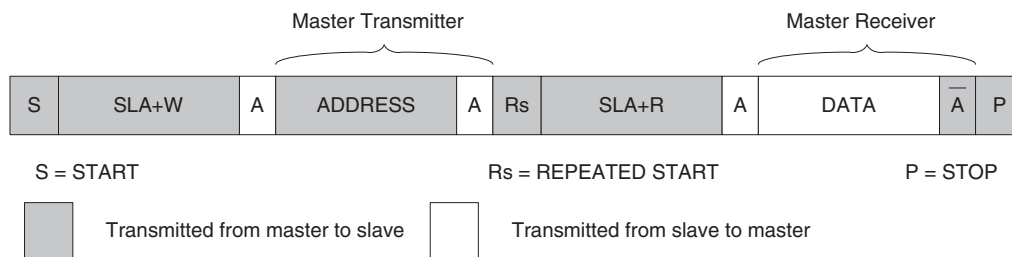 Master Transmitter Master Receiver
S SLA+W A ADDRESS A Rs SLA+R A DATA A̅ P
S = START Rs = REPEATED START P = STOP
Transmitted from master to slave Transmitted from slave to master